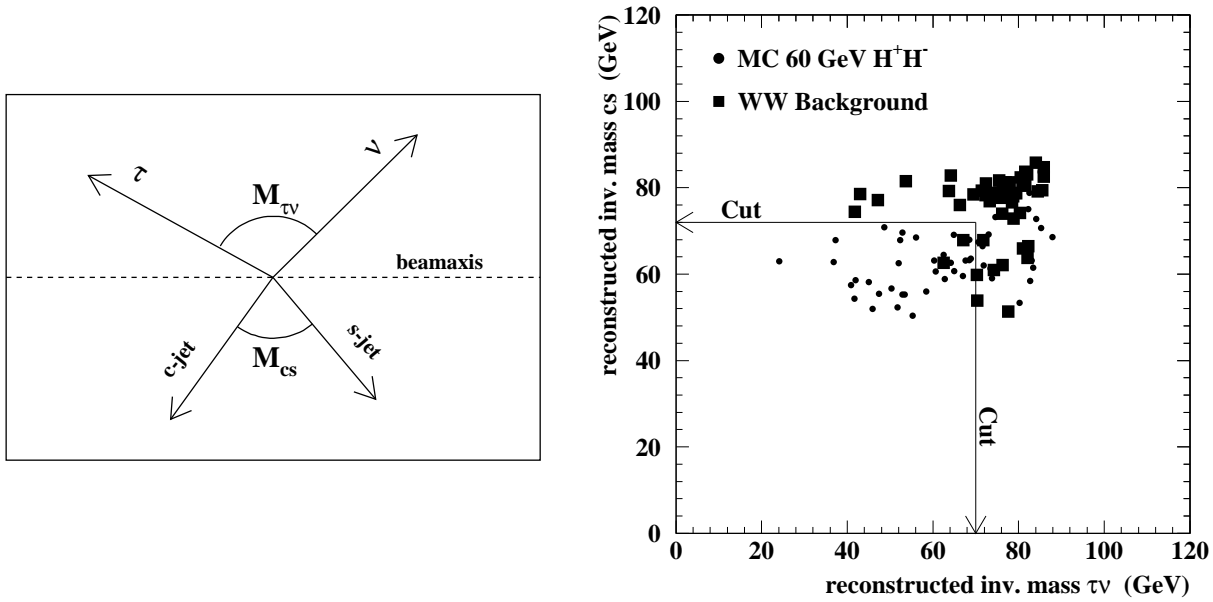 τ
ν
M_τν
beamaxis
c-jet
s-jet
M_cs
reconstructed inv. mass cs (GeV)
120
100
80
60
40
20
0
MC 60 GeV H⁺H⁻
WW Background
Cut
Cut
0 20 40 60 80 100 120
reconstructed inv. mass τν (GeV)